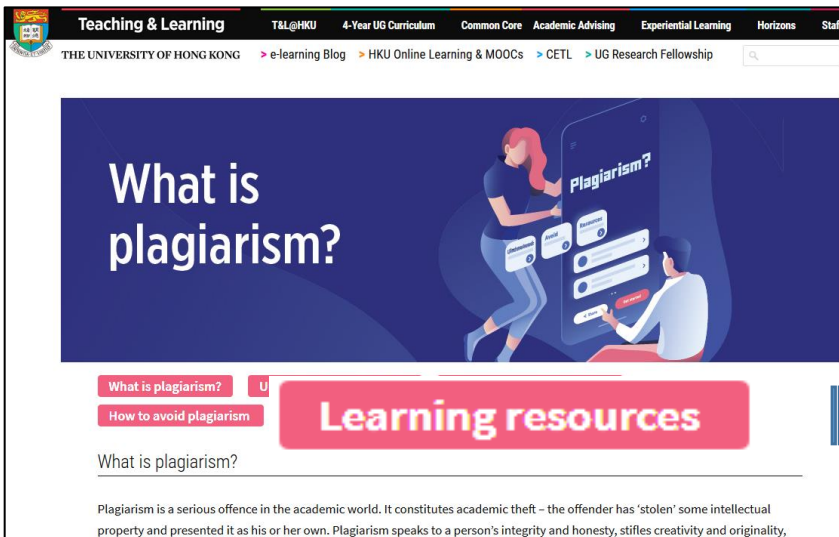 Teaching & Learning T&L@HKU 4-Year UG Curriculum Common Core Academic Advising Experiential Learning Horizons
THE UNIVERSITY OF HONG KONG > e-learning Blog > HKU Online Learning & MOOCs > CETL > UG Research Fellowship
What is
plagiarism?
Plagiarism?
Understand
Avoid
Resources
What is plagiarism? U
How to avoid plagiarism
Learning resources
What is plagiarism?
Plagiarism is a serious offence in the academic world. It constitutes academic theft – the offender has ‘stolen’ some intellectual
property and presented it as his or her own. Plagiarism speaks to a person’s integrity and honesty, stifles creativity and originality,